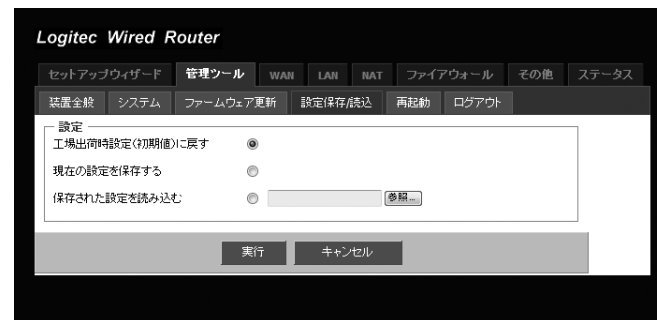 Logitec Wired Router
セットアップウィザード 管理ツール WAN LAN NAT ファイアウォール その他 ステータス
装置全般 システム ファームウェア更新 設定保存/読込 再起動 ログアウト
設定
工場出荷時設定(初期値)に戻す
現在の設定を保存する
保存された設定を読み込む 参照...
実行 キャンセル